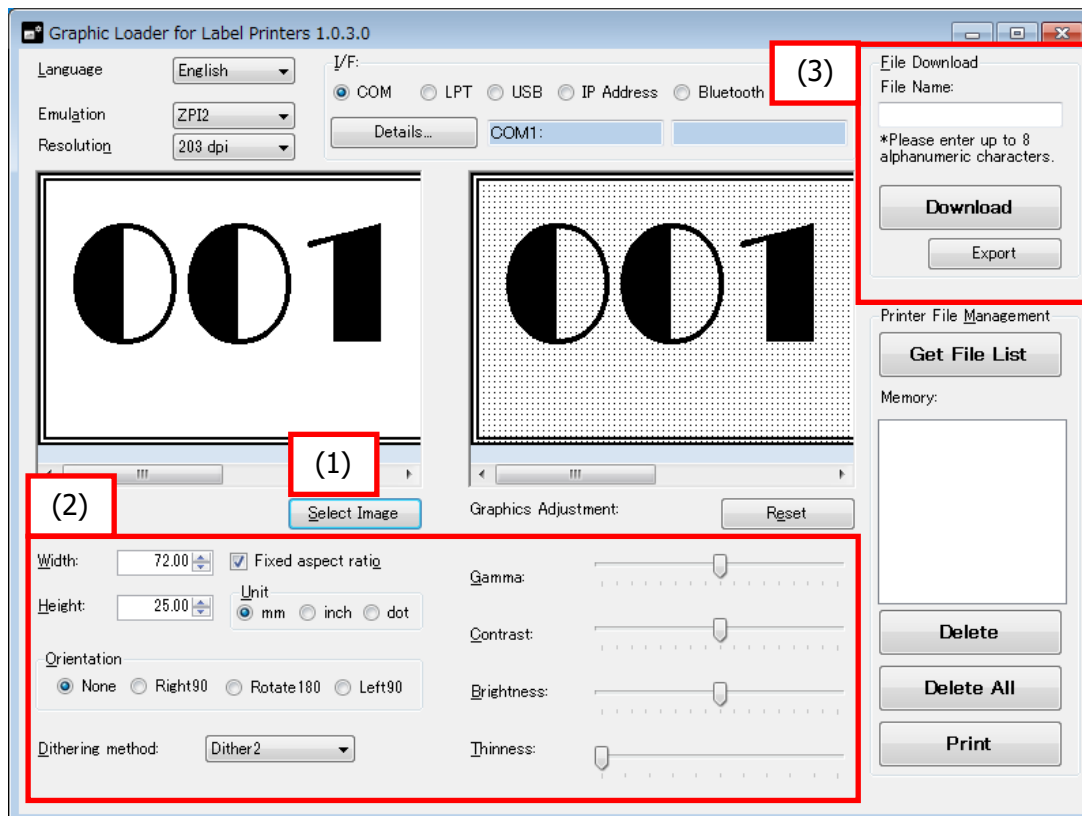 Graphic Loader for Label Printers 1.0.3.0
Language English
Emulation ZPI2
Resolution 203 dpi
I/F:
COM LPT USB IP Address Bluetooth
Details... COM1:
(3)
File Download
File Name:
*Please enter up to 8
alphanumeric characters.
Download
Export
001
001
(1)
Select Image
Graphics Adjustment: Reset
(2)
Width: 72.00 Fixed aspect ratio
Height: 25.00
Unit
mm inch dot
Orientation
None Right90 Rotate180 Left90
Dithering method: Dither2
Gamma:
Contrast:
Brightness:
Thinness:
Printer File Management
Get File List
Memory:
Delete
Delete All
Print